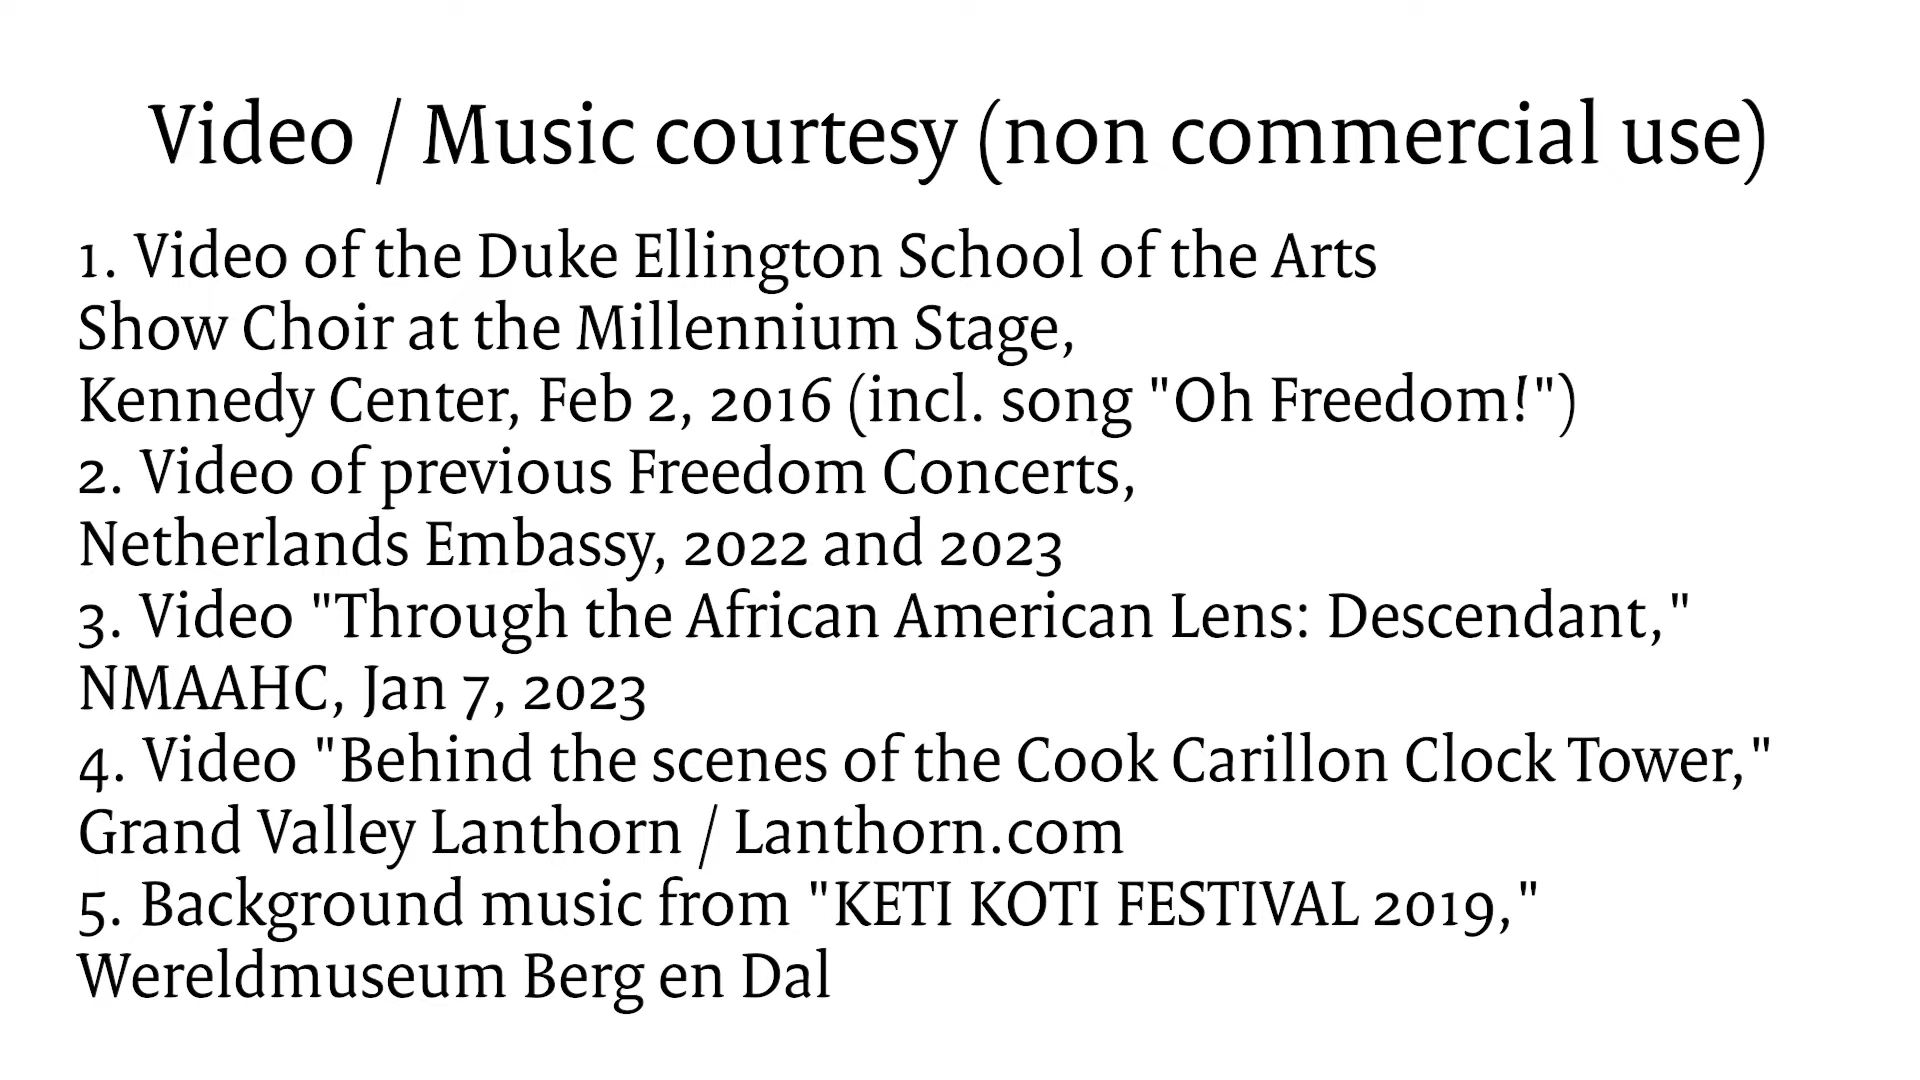 Video / Music courtesy (non commercial use)
1. Video of the Duke Ellington School of the Arts
Show Choir at the Millennium Stage,
Kennedy Center, Feb 2, 2016 (incl. song "Oh Freedom!")
2. Video of previous Freedom Concerts,
Netherlands Embassy, 2022 and 2023
3. Video "Through the African American Lens: Descendant,"
NMAAHC, Jan 7, 2023
4. Video "Behind the scenes of the Cook Carillon Clock Tower,"
Grand Valley Lanthorn / Lanthorn.com
5. Background music from "KETI KOTI FESTIVAL 2019,"
Wereldmuseum Berg en Dal